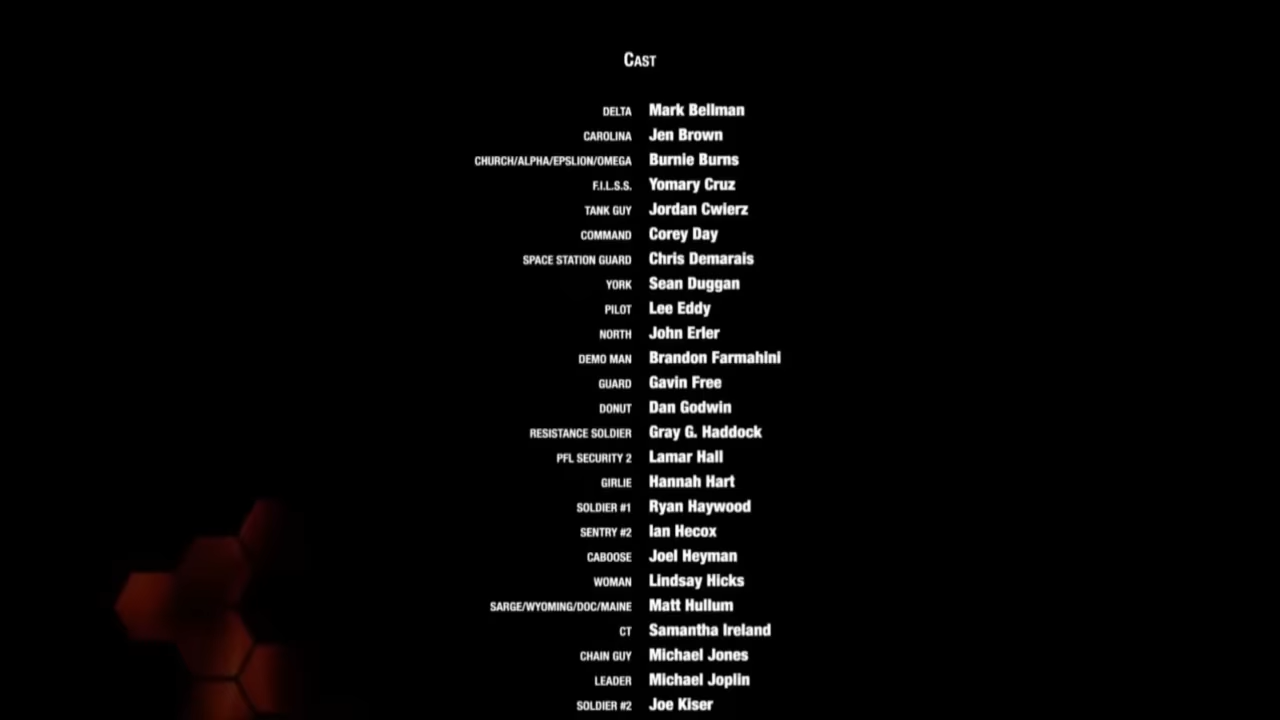 CAST
DELTA Mark Bellman
CAROLINA Jen Brown
CHURCH/ALPHA/EPSLION/OMEGA Burnie Burns
F.I.L.S.S. Yomary Cruz
TANK GUY Jordan Cwierz
COMMAND Corey Day
SPACE STATION GUARD Chris Demarais
YORK Sean Duggan
PILOT Lee Eddy
NORTH John Erler
DEMO MAN Brandon Farmahini
GUARD Gavin Free
DONUT Dan Godwin
RESISTANCE SOLDIER Gray G. Haddock
PFL SECURITY 2 Lamar Hall
GIRLIE Hannah Hart
SOLDIER #1 Ryan Haywood
SENTRY #2 Ian Hecox
CABOOSE Joel Heyman
WOMAN Lindsay Hicks
SARGE/WYOMING/DOC/MAINE Matt Hullum
CT Samantha Ireland
CHAIN GUY Michael Jones
LEADER Michael Joplin
SOLDIER #2 Joe Kiser